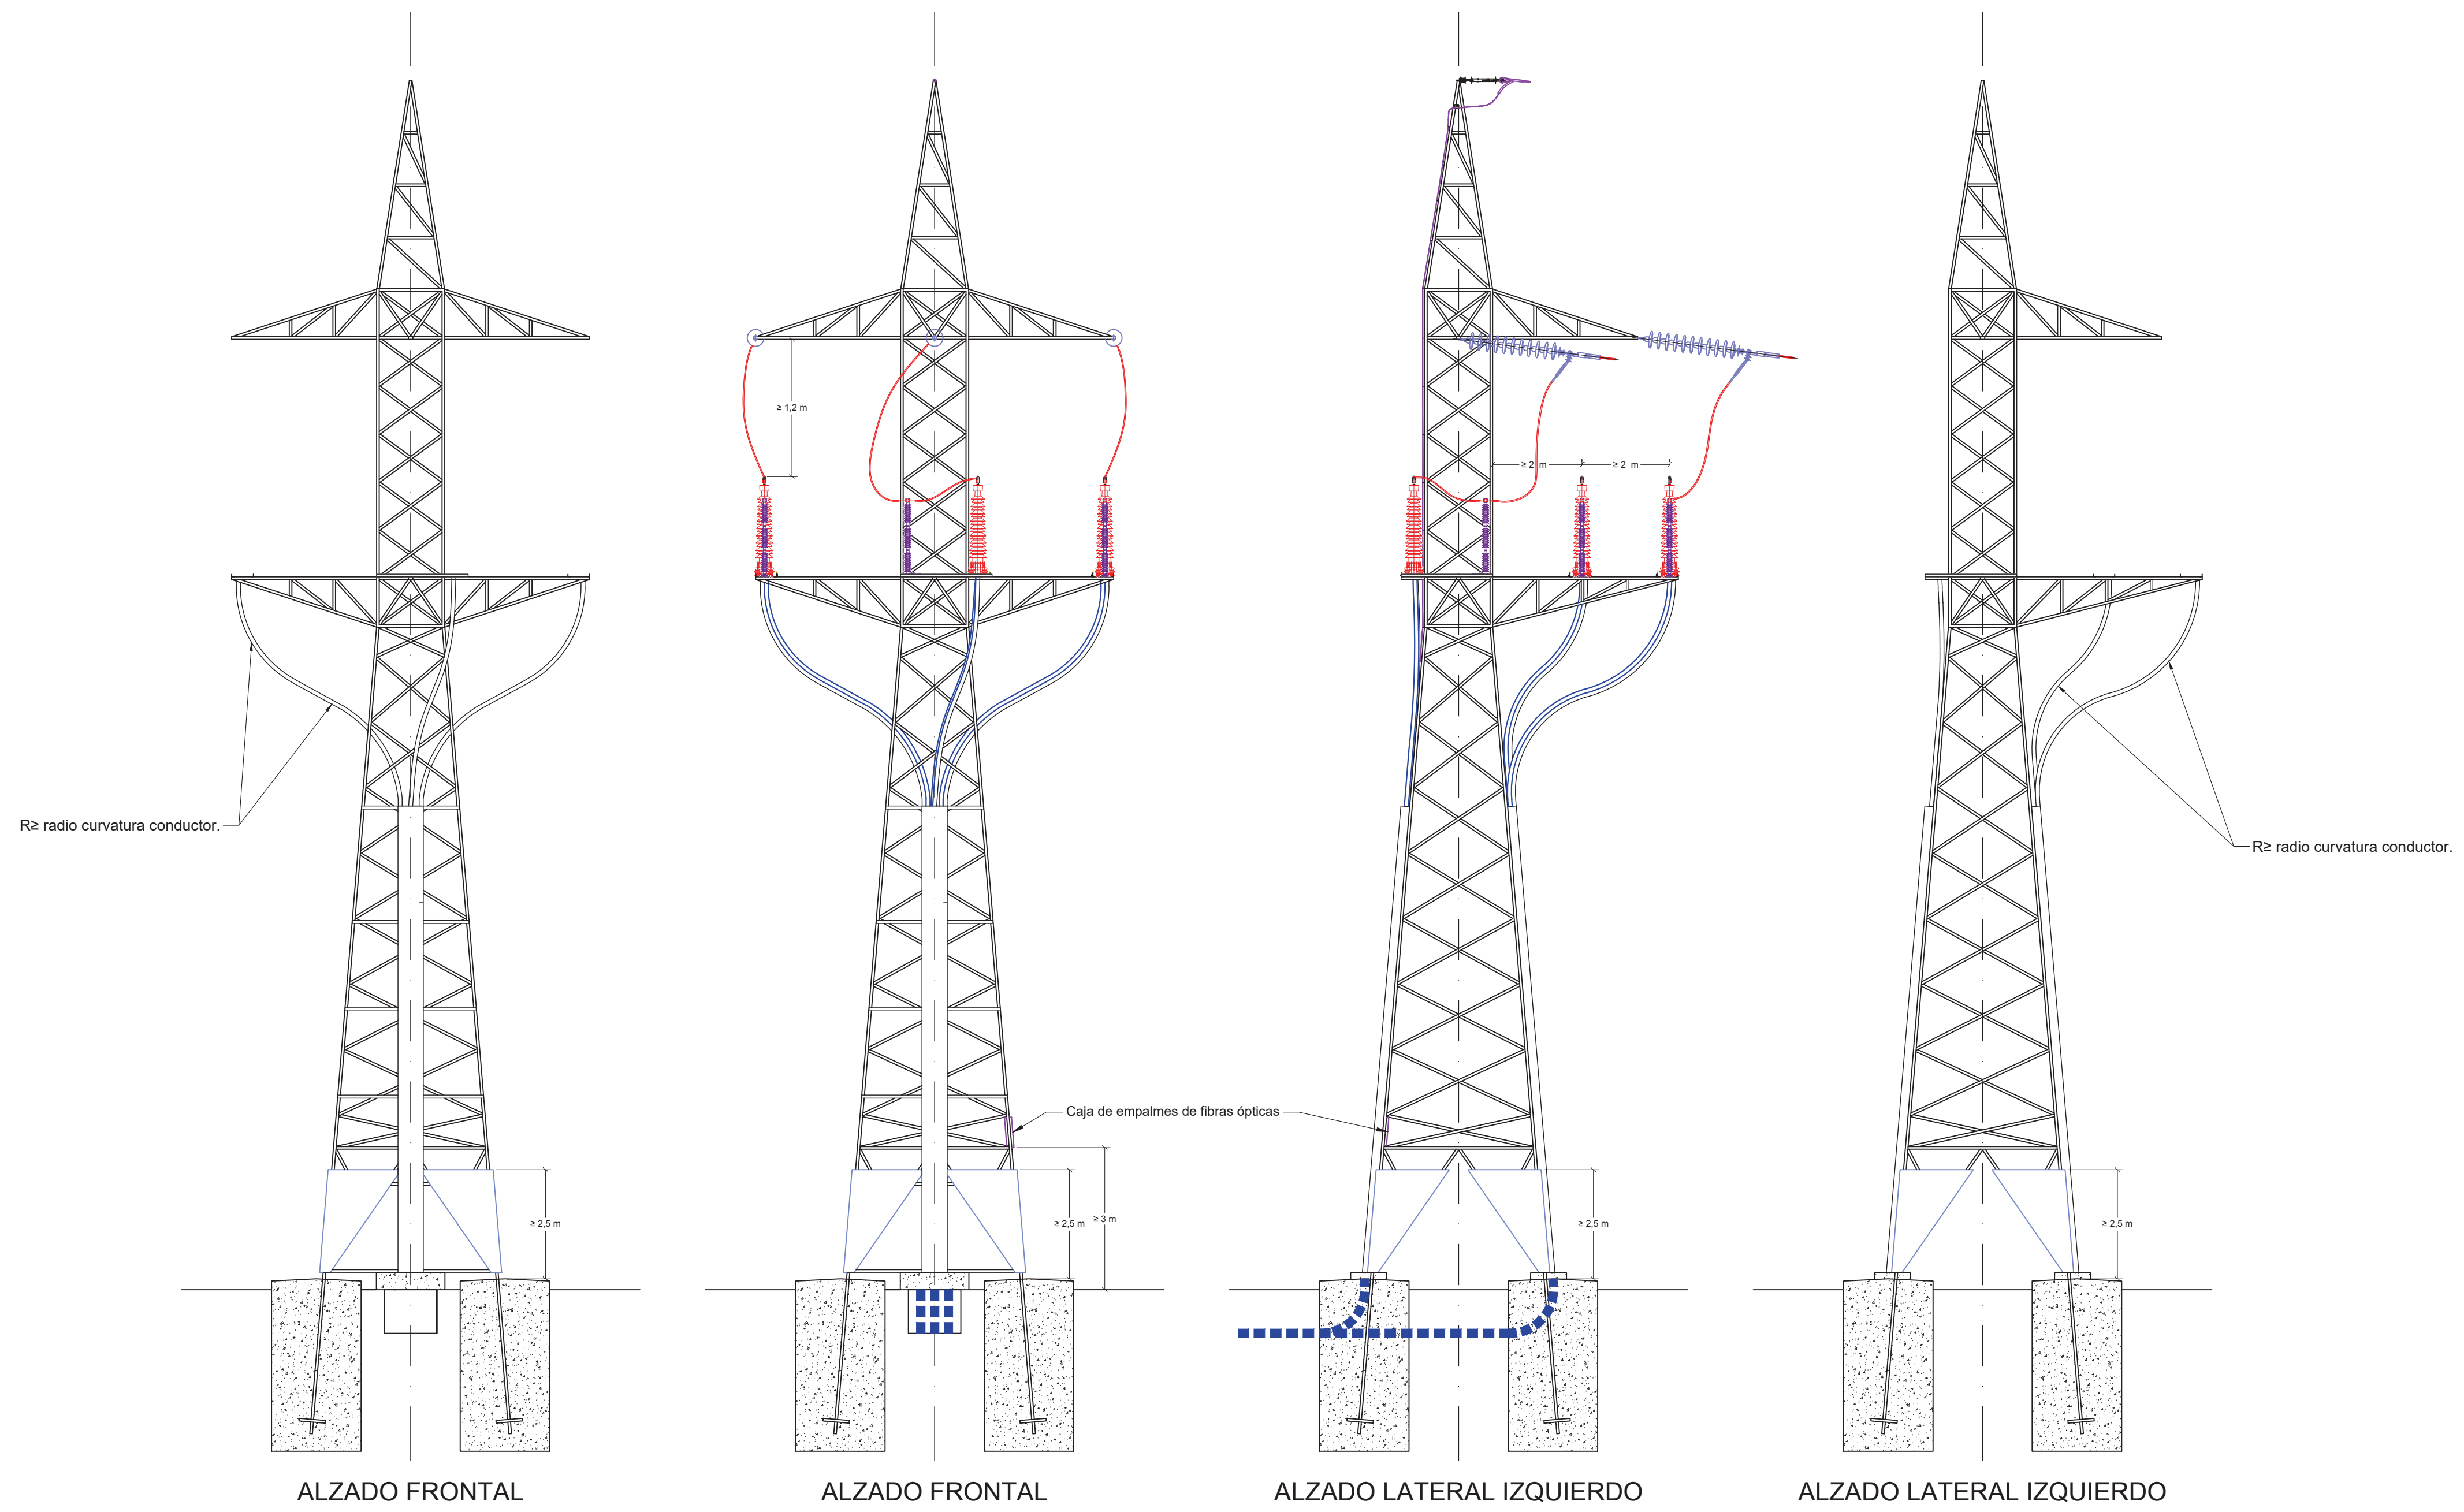 ≥ 1,2 m
≥ 2 m
≥ 2 m
R≥ radio curvatura conductor.
R≥ radio curvatura conductor.
Caja de empalmes de fibras ópticas
≥ 2,5 m
≥ 2,5 m
≥ 3 m
≥ 2,5 m
≥ 2,5 m
ALZADO FRONTAL
ALZADO FRONTAL
ALZADO LATERAL IZQUIERDO
ALZADO LATERAL IZQUIERDO